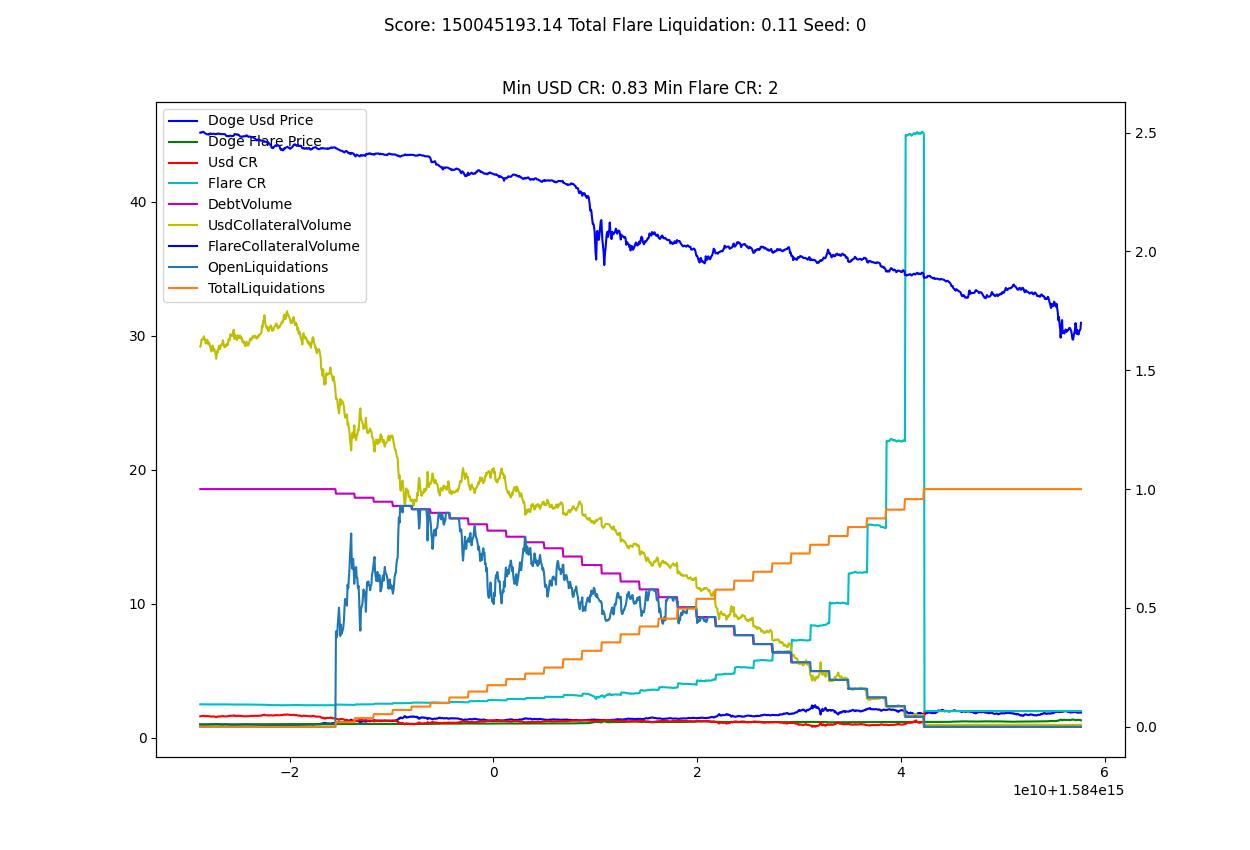 Score: 150045193.14 Total Flare Liquidation: 0.11 Seed: 0
Min USD CR: 0.83 Min Flare CR: 2
Doge Usd Price
Doge Flare Price
Usd CR
Flare CR
DebtVolume
UsdCollateralVolume
FlareCollateralVolume
OpenLiquidations
TotalLiquidations
40
30
20
10
0
2.5
2.0
1.5
1.0
0.5
0.0
−2
0
2
4
6
1e10+1.584e15